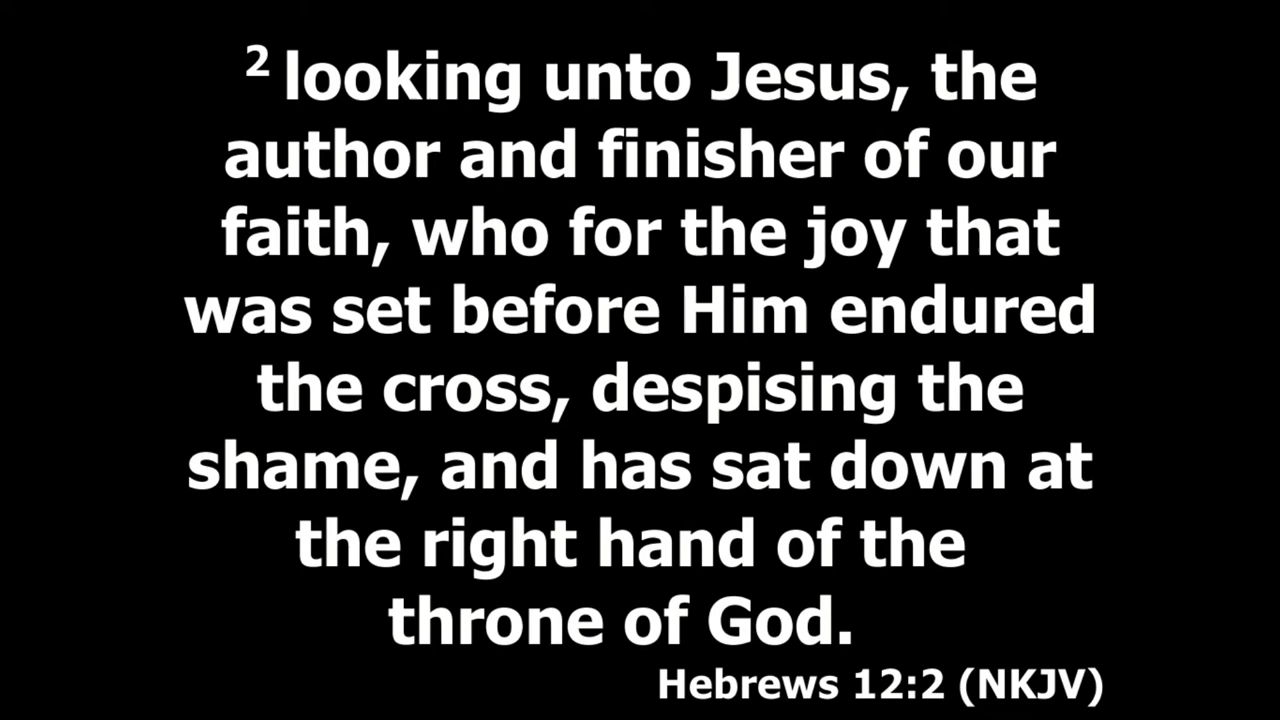 2 looking unto Jesus, the
author and finisher of our
faith, who for the joy that
was set before Him endured
the cross, despising the
shame, and has sat down at
the right hand of the
throne of God.
Hebrews 12:2 (NKJV)